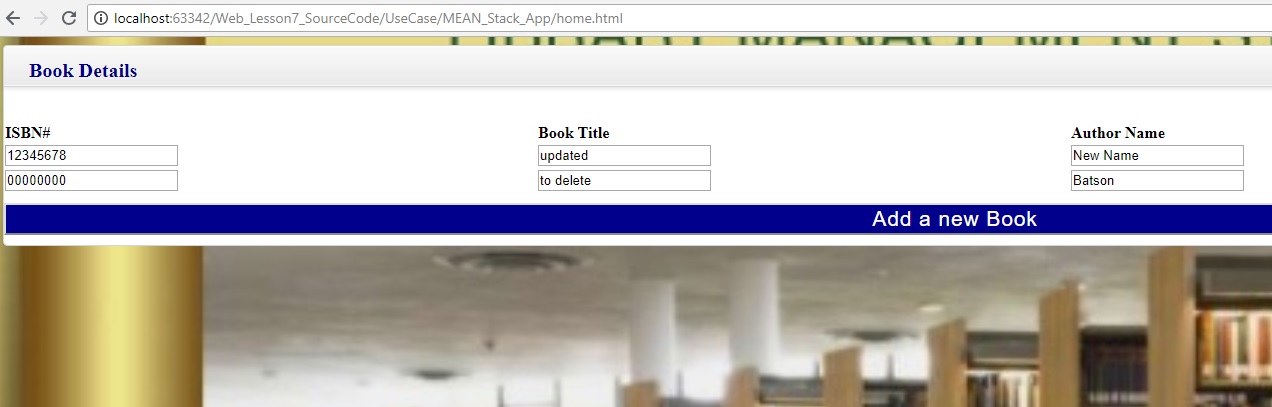 localhost:63342/Web_Lesson7_SourceCode/UseCase/MEAN_Stack_App/home.html
Book Details
ISBN# Book Title Author Name
12345678 updated New Name
00000000 to delete Batson
Add a new Book